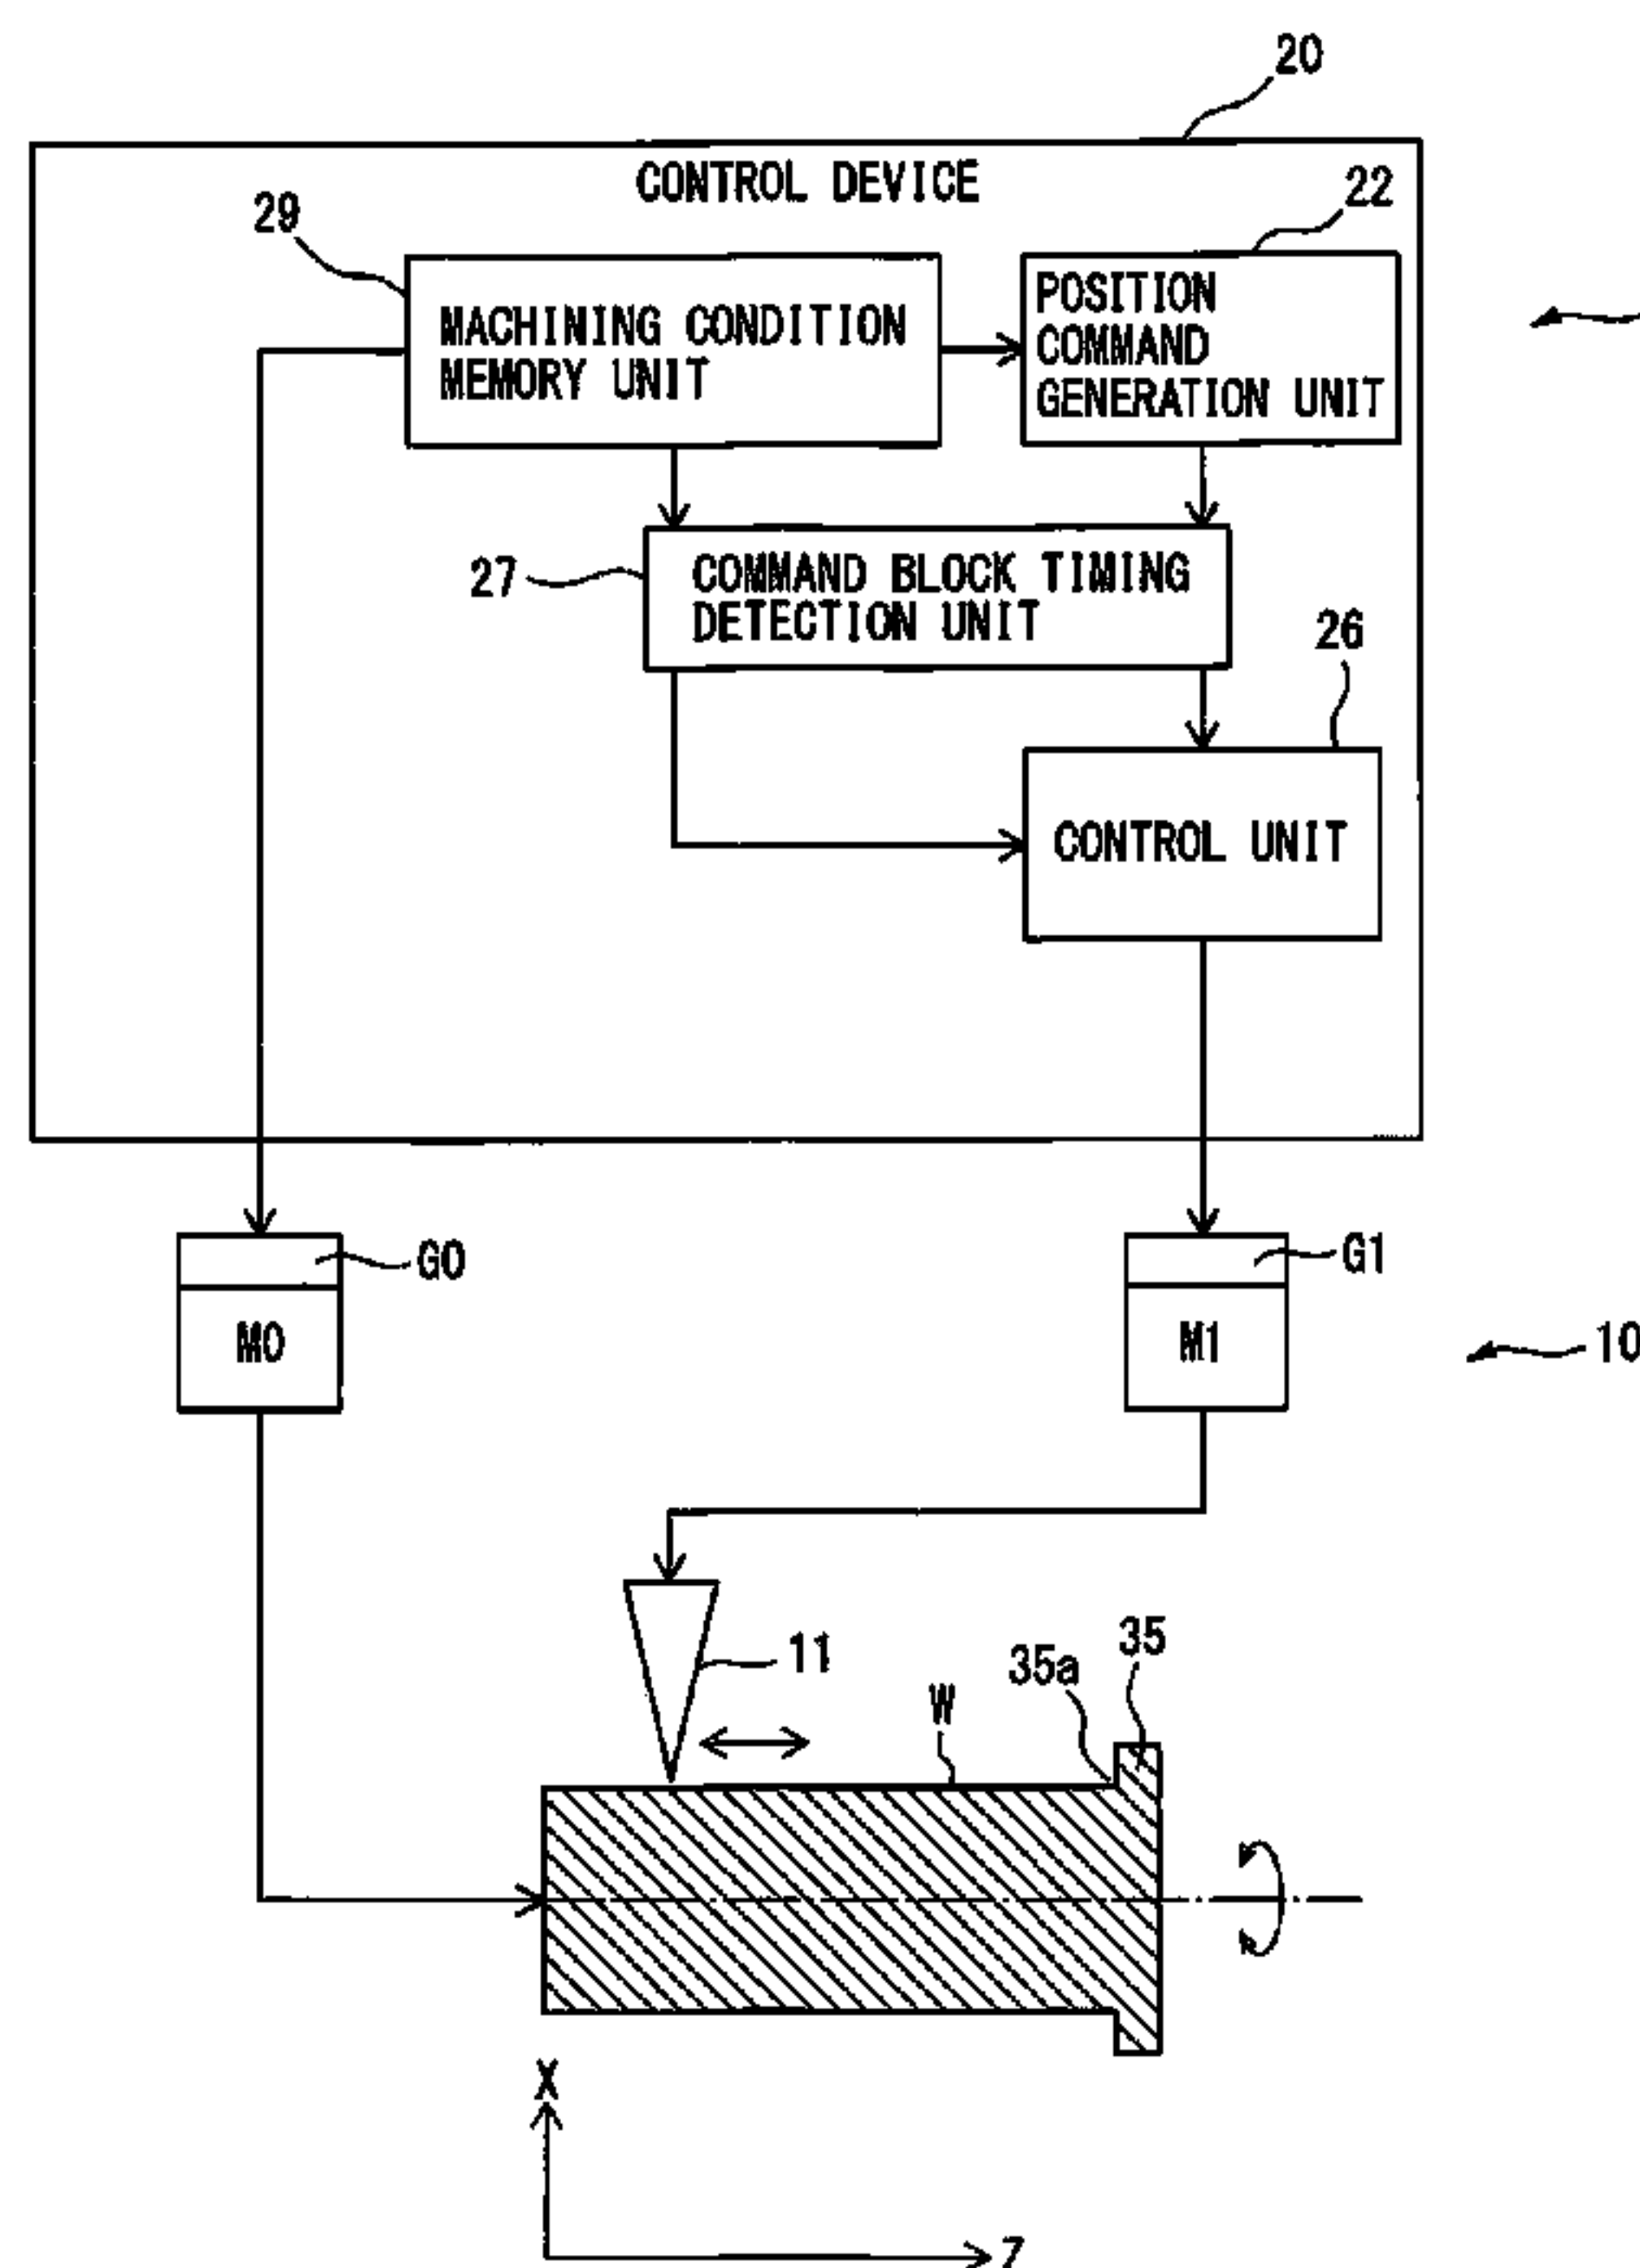 20
CONTROL DEVICE
22
29
MACHINING CONDITION
MEMORY UNIT
POSITION
COMMAND
GENERATION UNIT
27
COMMAND BLOCK TIMING
DETECTION UNIT
26
CONTROL UNIT
G0
G1
M0
M1
10
11
35
35a
W
X
Z